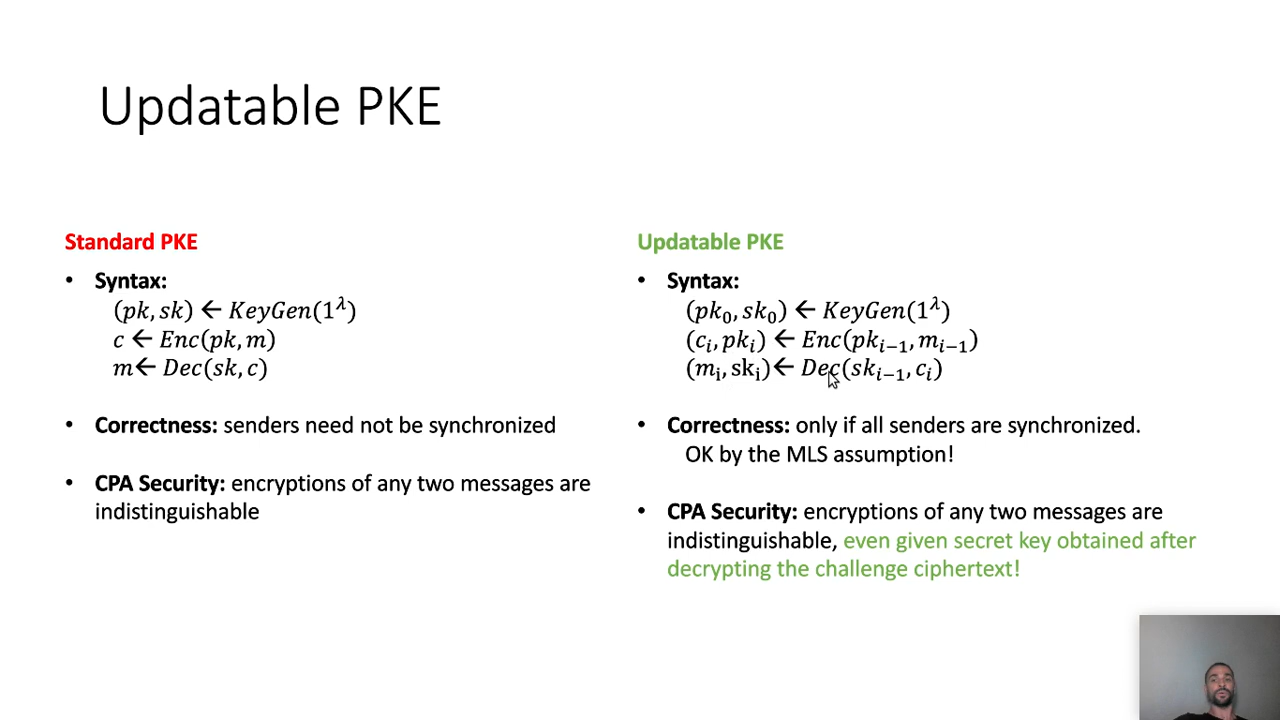 Updatable PKE
Standard PKE
• Syntax:
(pk, sk) ← KeyGen(1^λ)
c ← Enc(pk, m)
m← Dec(sk, c)
• Correctness: senders need not be synchronized
• CPA Security: encryptions of any two messages are
indistinguishable
Updatable PKE
• Syntax:
(pk₀, sk₀) ← KeyGen(1^λ)
(cᵢ, pkᵢ) ← Enc(pkᵢ₋₁, mᵢ₋₁)
(mᵢ, skᵢ)← Dec(skᵢ₋₁, cᵢ)
• Correctness: only if all senders are synchronized.
OK by the MLS assumption!
• CPA Security: encryptions of any two messages are
indistinguishable, even given secret key obtained after
decrypting the challenge ciphertext!